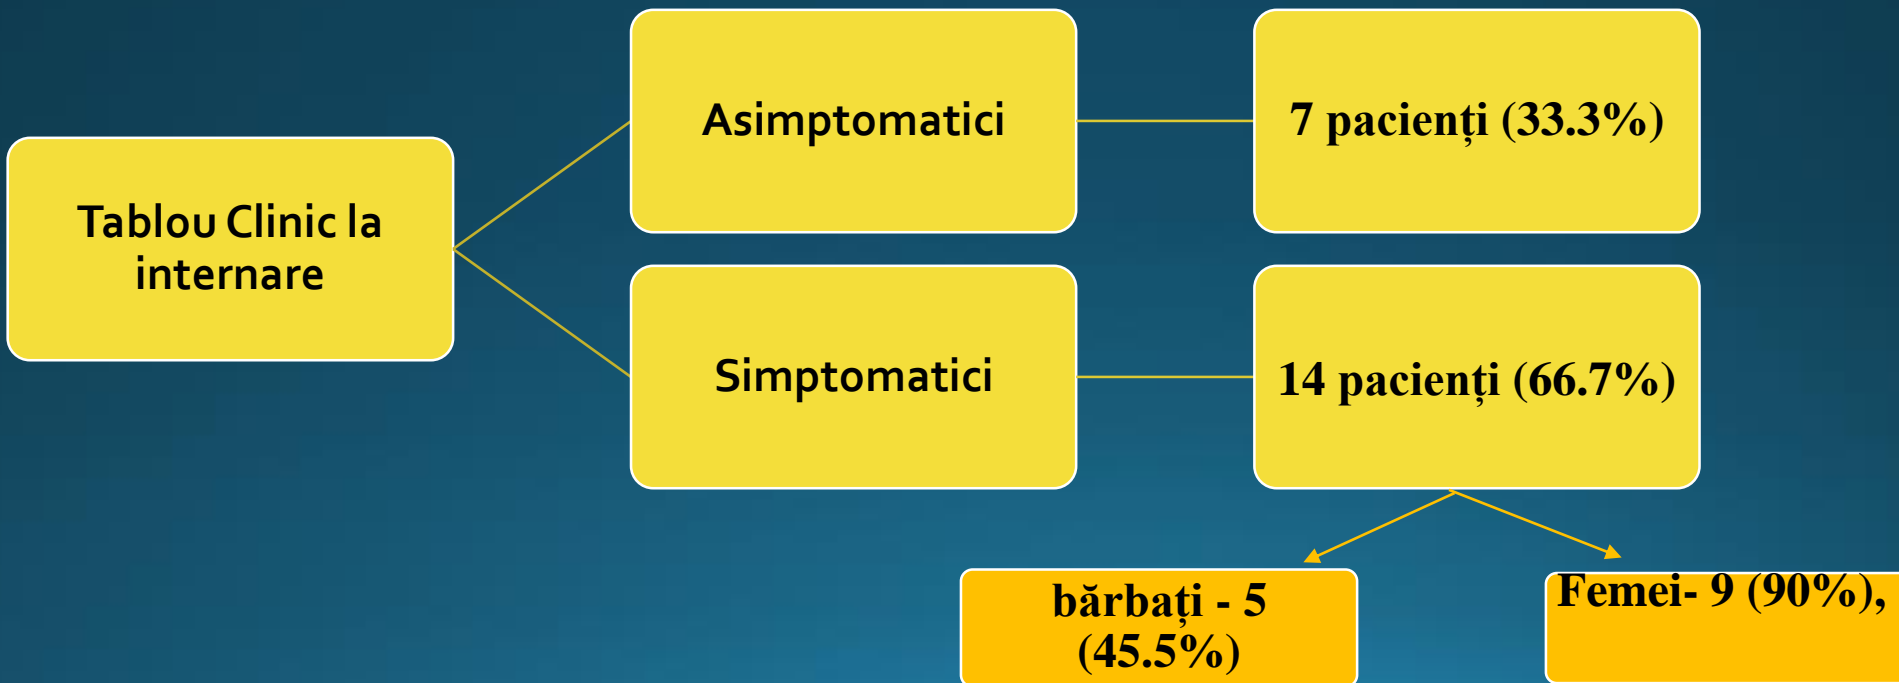 Tablou Clinic la
internare
Asimptomatici
7 pacienți (33.3%)
Simptomatici
14 pacienți (66.7%)
bărbați - 5
(45.5%)
Femei- 9 (90%),